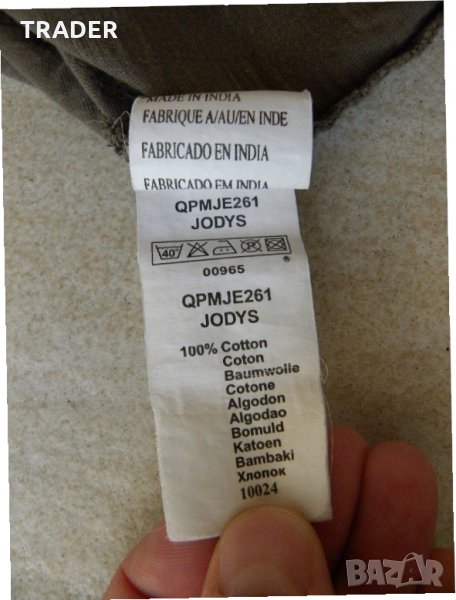 TRADER
MADE IN INDIA
FABRIQUE A/AU/EN INDE
FABRICADO EN INDIA
FABRICADO EM INDIA
QPMJE261
JODYS
40°
00965
®
QPMJE261
JODYS
100% Cotton
Coton
Baumwolle
Cotone
Algodon
Algodao
Bomuld
Katoen
Bambaki
Хлопок
10024
BAZAR